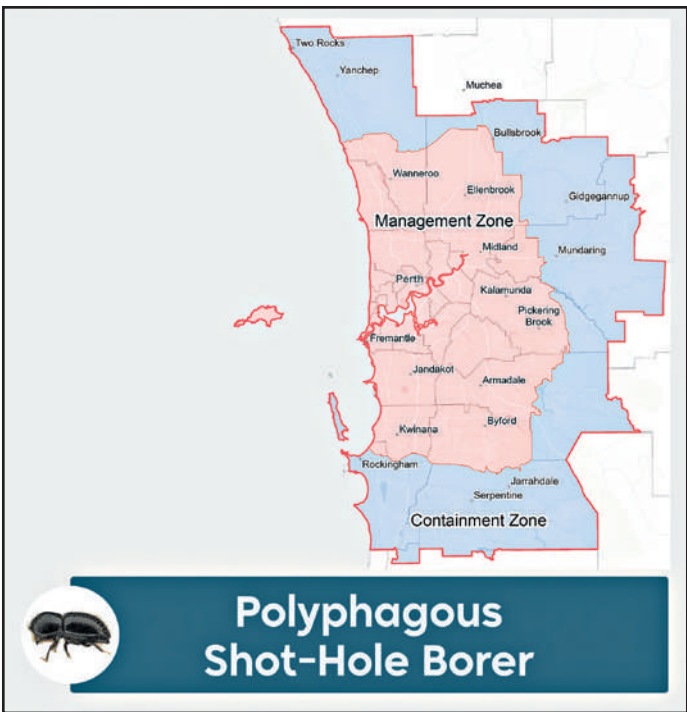 Two Rocks
Yanchep
Muchea
Bullsbrook
Wanneroo
Ellenbrook
Gidgegannup
Management Zone
Midland
Mundaring
Perth
Kalamunda
Pickering
Brook
Fremantle
Jandakot
Armadale
Byford
Kwinana
Rockingham
Jarrahdale
Serpentine
Containment Zone
Polyphagous
Shot-Hole Borer